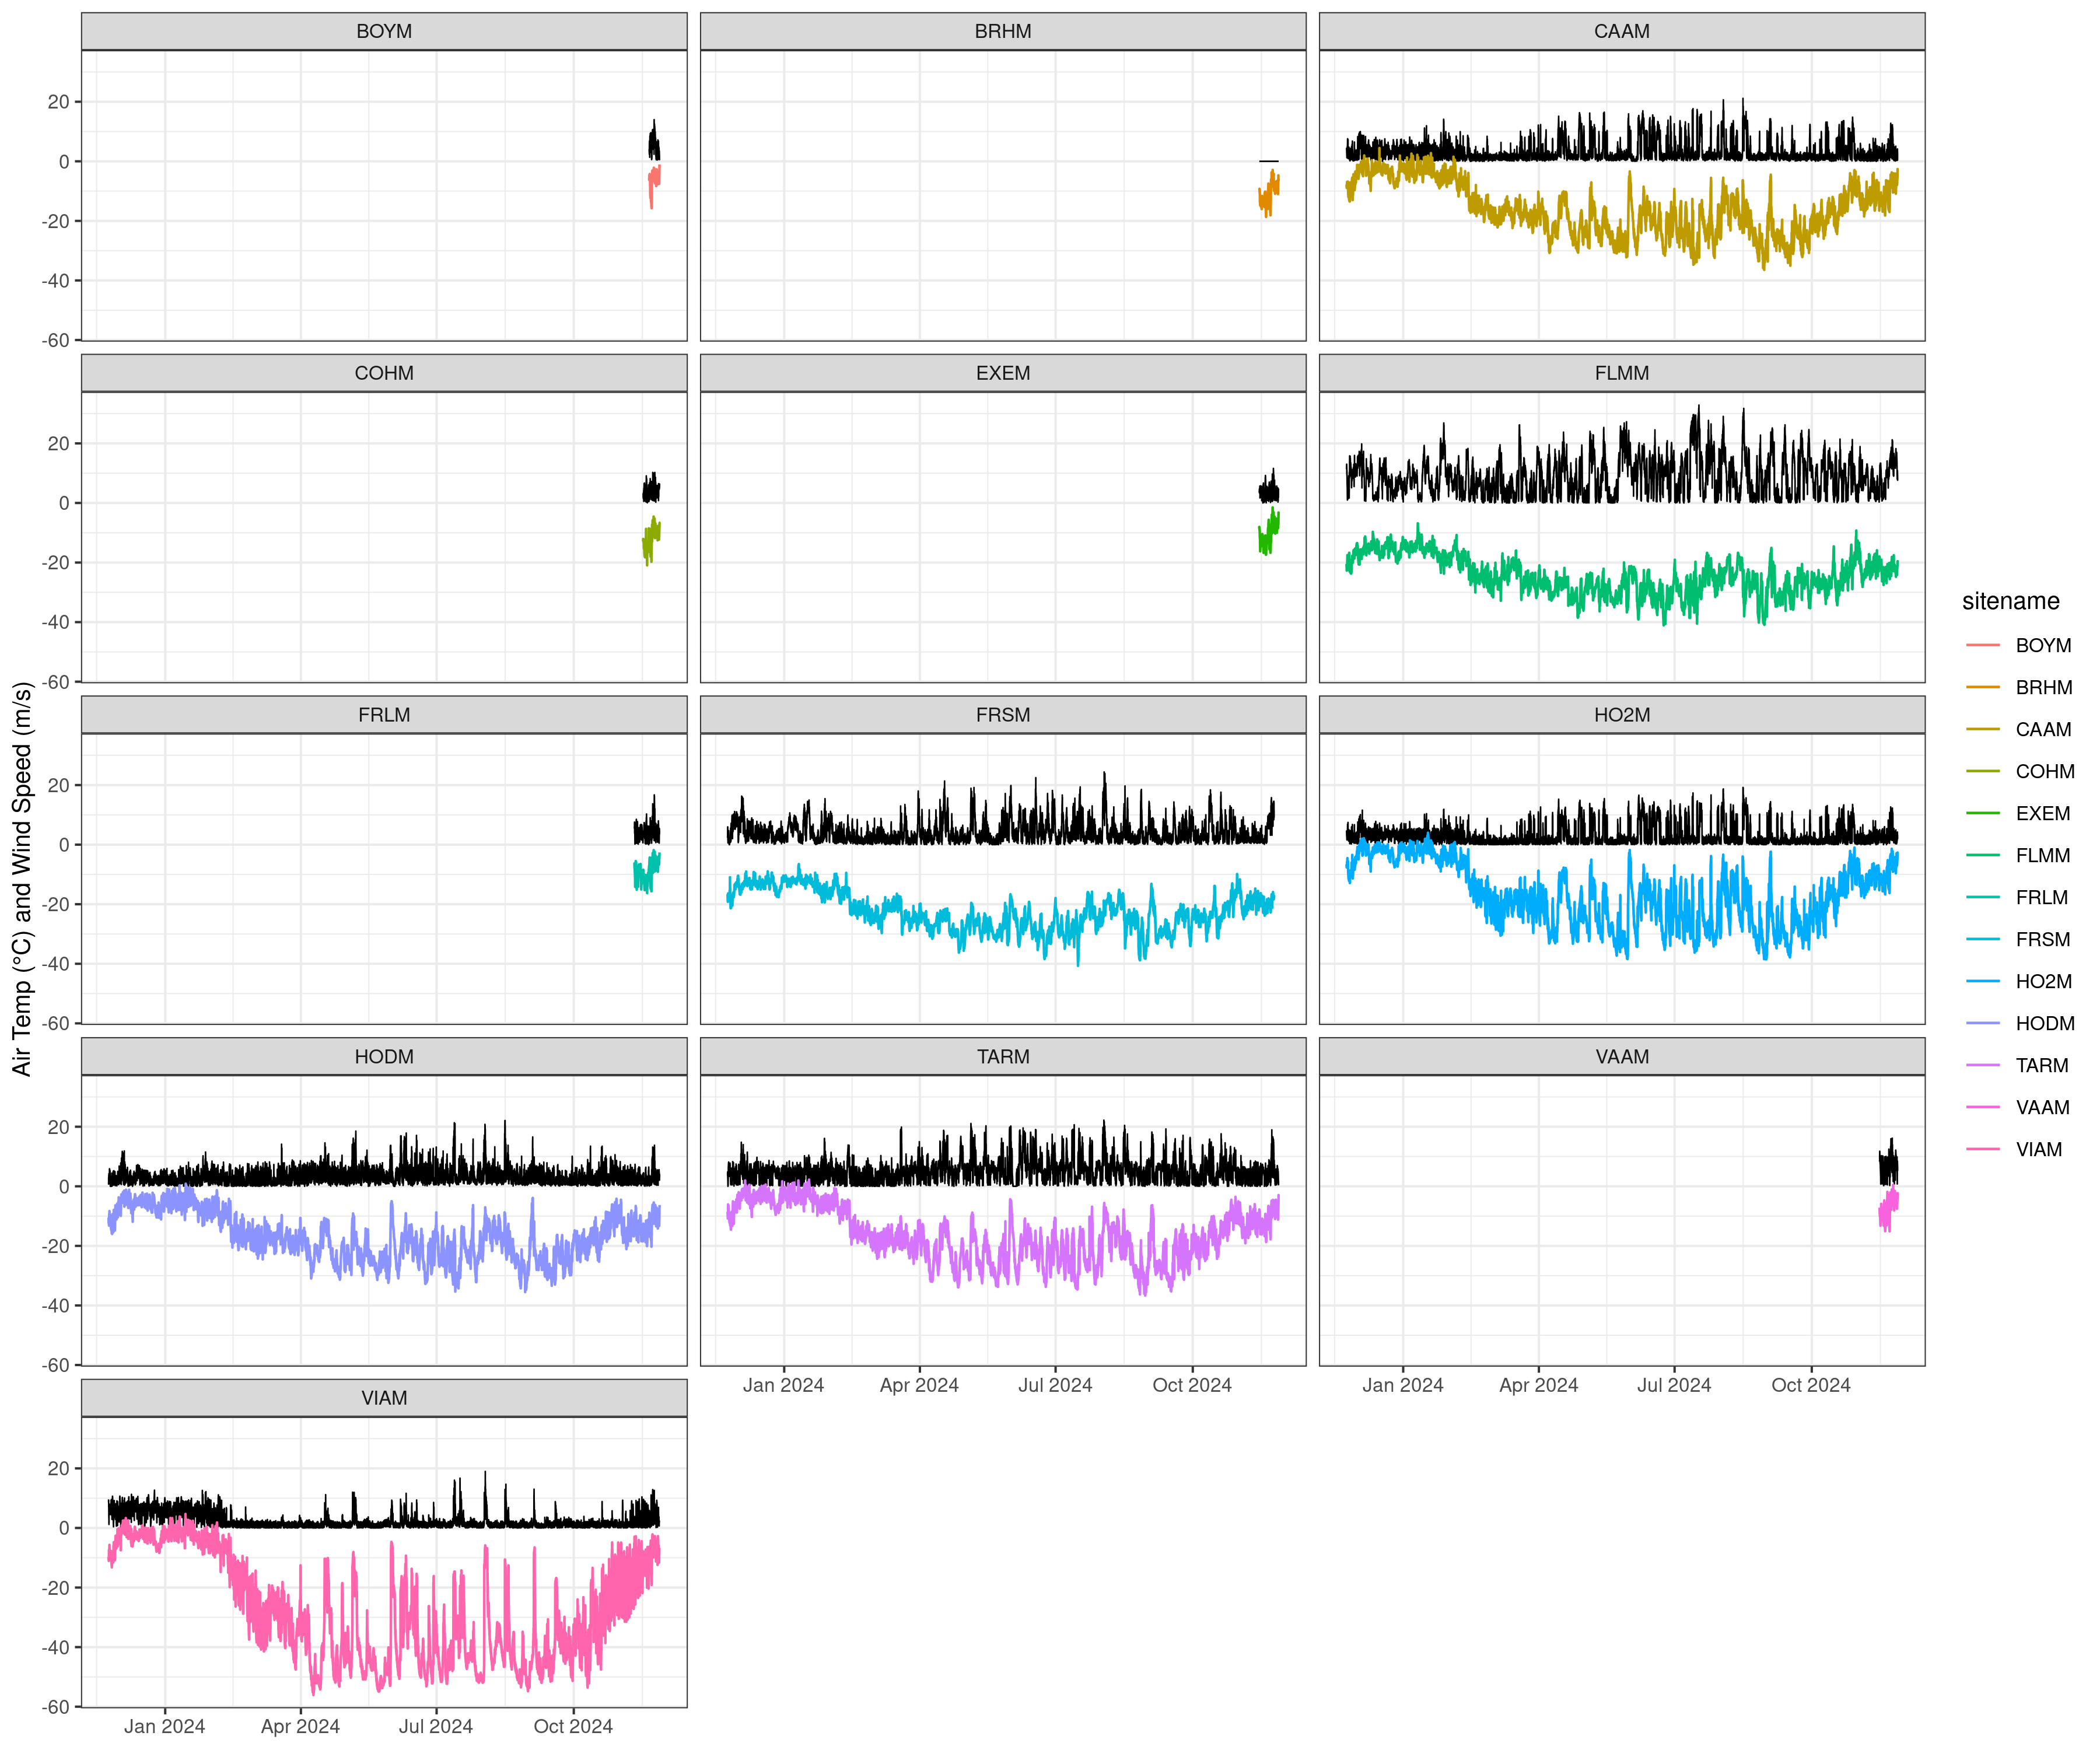 BOYM
BRHM
CAAM
20
0
-20
-40
-60
COHM
EXEM
FLMM
20
0
-20
-40
-60
FRLM
FRSM
HO2M
20
0
-20
-40
-60
HODM
TARM
VAAM
20
0
-20
-40
-60
Jan 2024 Apr 2024 Jul 2024 Oct 2024
Jan 2024 Apr 2024 Jul 2024 Oct 2024
VIAM
20
0
-20
-40
-60
Jan 2024 Apr 2024 Jul 2024 Oct 2024
Air Temp (°C) and Wind Speed (m/s)
sitename
BOYM
BRHM
CAAM
COHM
EXEM
FLMM
FRLM
FRSM
HO2M
HODM
TARM
VAAM
VIAM